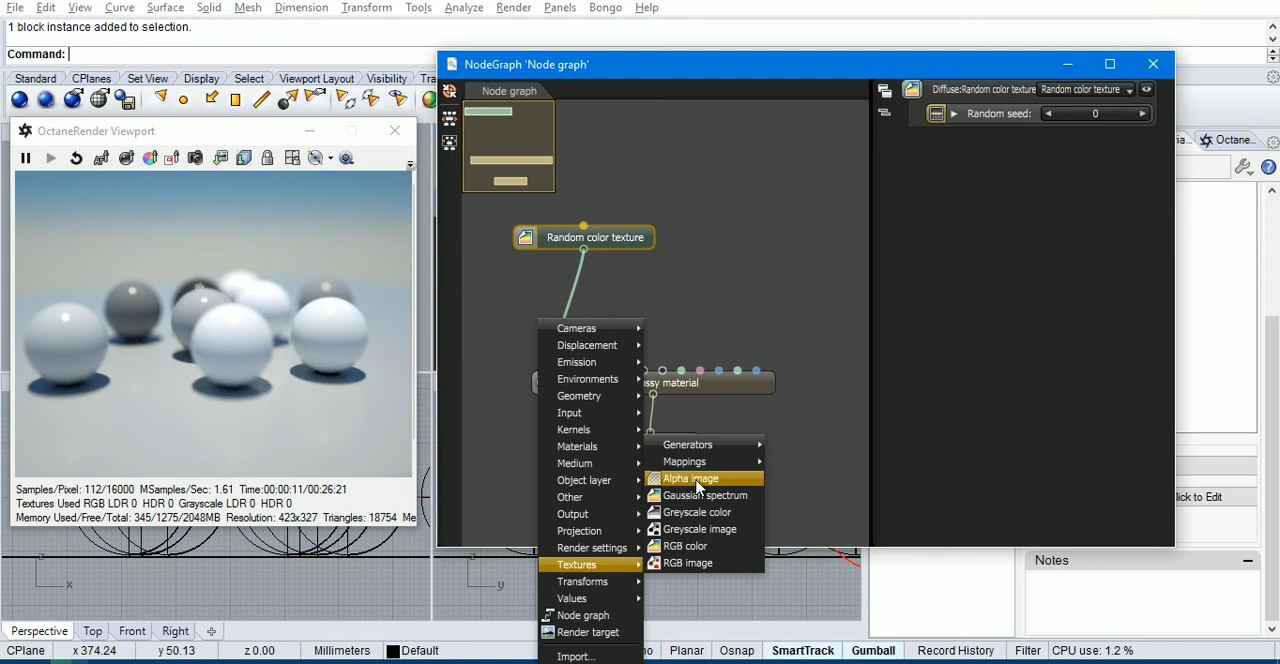 File Edit View Curve Surface Solid Mesh Dimension Transform Tools Analyze Render Panels Bongo Help
1 block instance added to selection.
Command:
Standard CPlanes Set View Display Select Viewport Layout Visibility Tra
NodeGraph 'Node graph'
Node graph
Diffuse:Random color texture Random color texture
Random seed: 0
OctaneRender Viewport
ia... Octane...
Random color texture
ssy material
Cameras
Displacement
Emission
Environments
Geometry
Input
Kernels
Materials
Medium
Object layer
Other
Output
Projection
Render settings
Textures
Transforms
Values
Node graph
Render target
Import...
Generators
Mappings
Alpha image
Gaussian spectrum
Greyscale color
Greyscale image
RGB color
RGB image
Samples/Pixel: 112/16000 MSamples/Sec: 1.61 Time:00:00:11/00:26:21
Textures Used RGB LDR 0 HDR 0 Grayscale LDR 0 HDR 0
Memory Used/Free/Total: 345/1275/2048MB Resolution: 423x327 Triangles: 18754 Me
lick to Edit
z
x
y
Notes
Perspective Top Front Right
CPlane x 374.24 y 50.13 z 0.00 Millimeters Default no Planar Osnap SmartTrack Gumball Record History Filter CPU use: 1.2 %